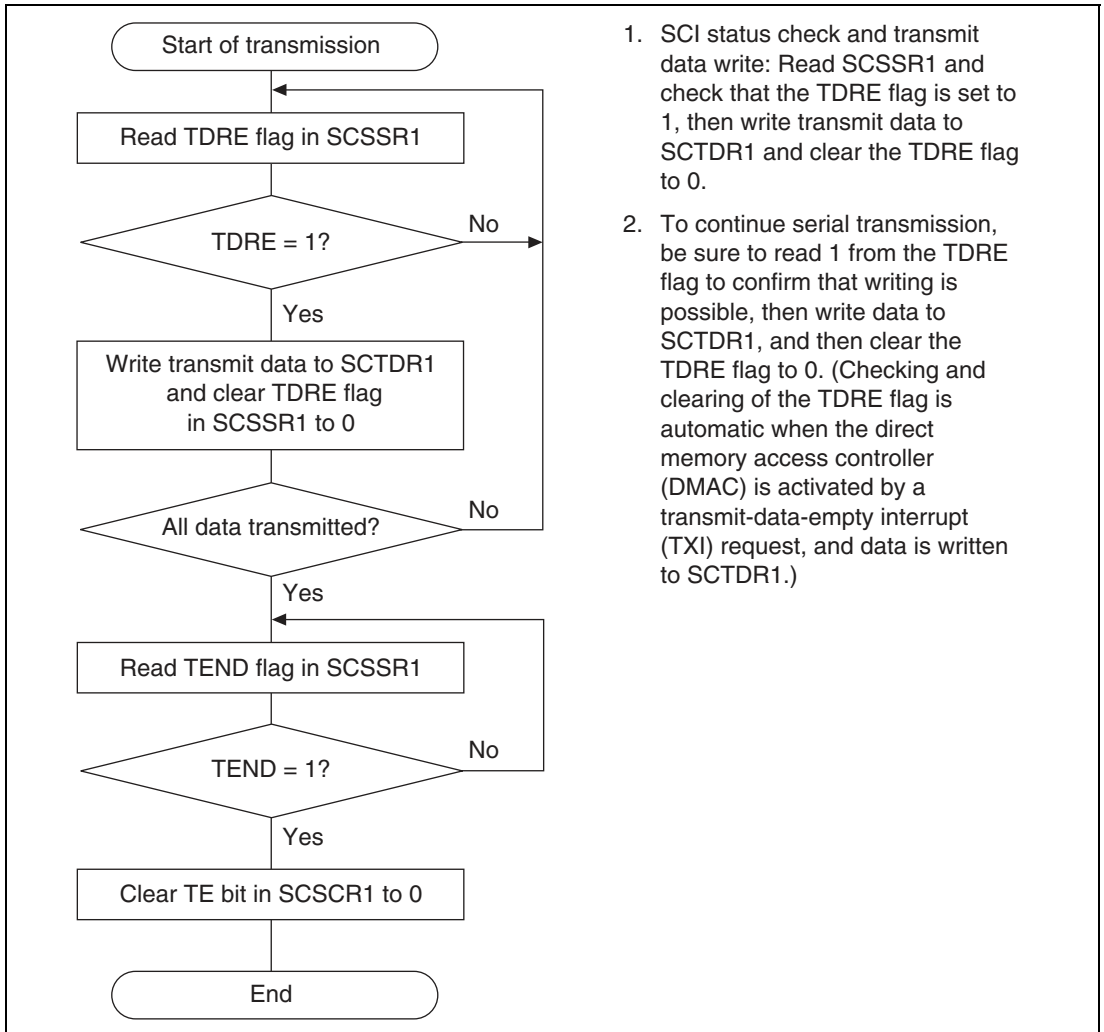 Start of transmission
Read TDRE flag in SCSSR1
TDRE = 1?
No
Yes
Write transmit data to SCTDR1
and clear TDRE flag
in SCSSR1 to 0
All data transmitted?
No
Yes
Read TEND flag in SCSSR1
TEND = 1?
No
Yes
Clear TE bit in SCSCR1 to 0
End
1. SCI status check and transmit
data write: Read SCSSR1 and
check that the TDRE flag is set to
1, then write transmit data to
SCTDR1 and clear the TDRE flag
to 0.
2. To continue serial transmission,
be sure to read 1 from the TDRE
flag to confirm that writing is
possible, then write data to
SCTDR1, and then clear the
TDRE flag to 0. (Checking and
clearing of the TDRE flag is
automatic when the direct
memory access controller
(DMAC) is activated by a
transmit-data-empty interrupt
(TXI) request, and data is written
to SCTDR1.)